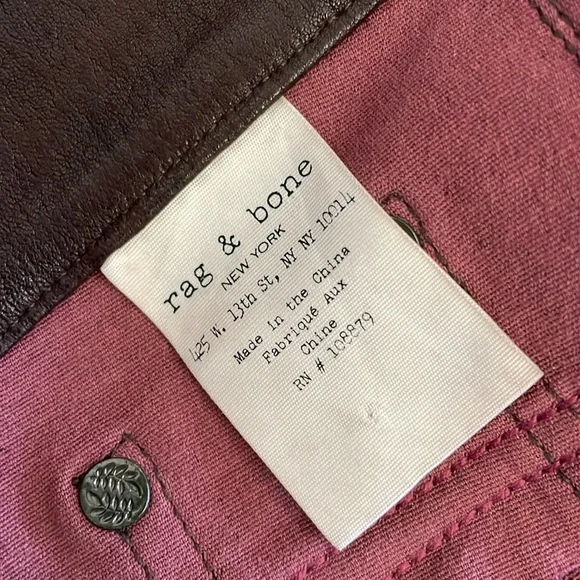 rag & bone
NEW YORK
425 W. 13th St, NY NY 10014
Made in the China
Fabriqué Aux
Chine
RN # 108879